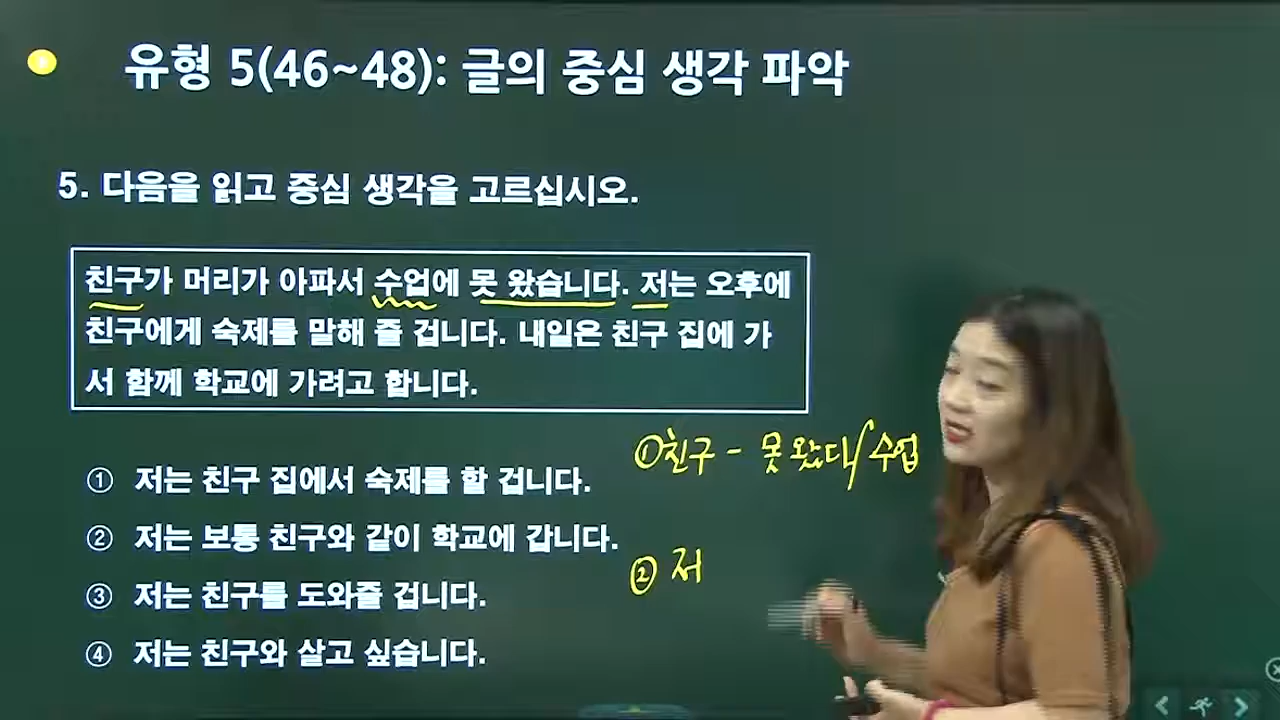 유형 5(46~48): 글의 중심 생각 파악
5. 다음을 읽고 중심 생각을 고르십시오.
친구가 머리가 아파서 수업에 못 왔습니다. 저는 오후에
친구에게 숙제를 말해 줄 겁니다. 내일은 친구 집에 가
서 함께 학교에 가려고 합니다.
① 저는 친구 집에서 숙제를 할 겁니다.
② 저는 보통 친구와 같이 학교에 갑니다.
③ 저는 친구를 도와줄 겁니다.
④ 저는 친구와 살고 싶습니다.
① 친구 - 못 왔다/수업
② 저